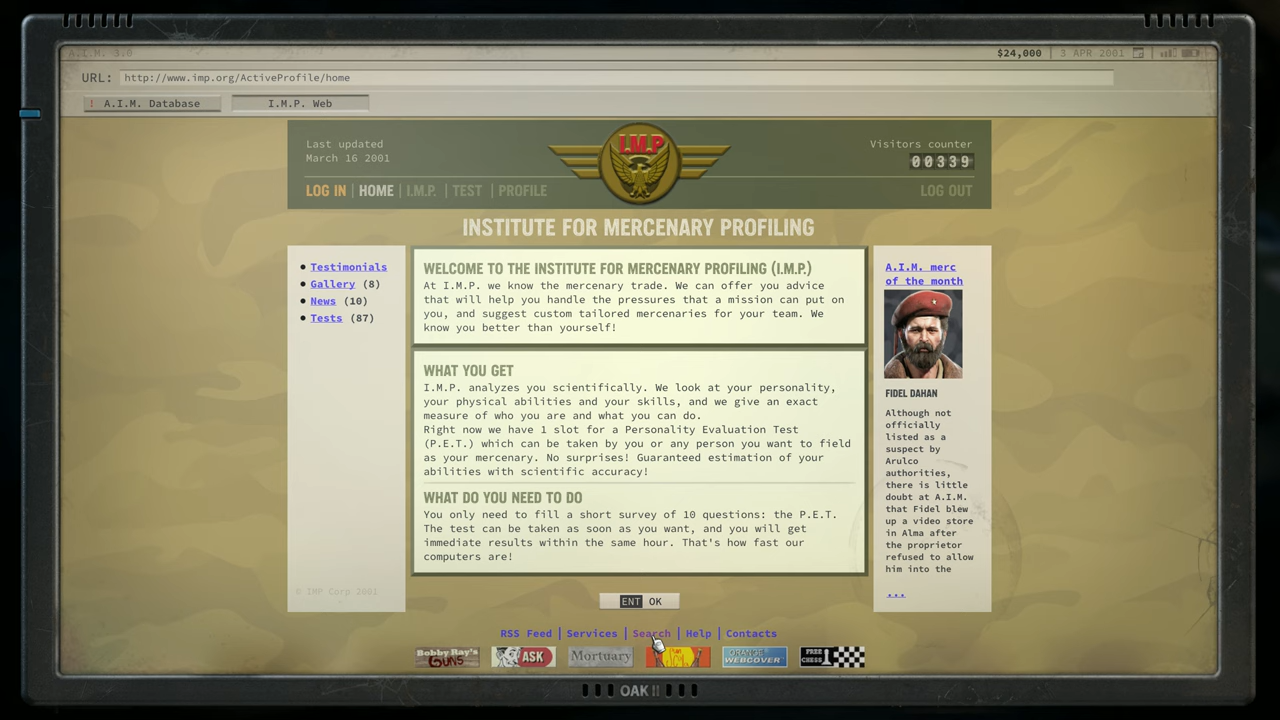 A.I.M. 3.0
$24,000 | 3 APR 2001
URL: http://www.imp.org/ActiveProfile/home
! A.I.M. Database
I.M.P. Web
Last updated
March 16 2001
I.M.P
Visitors counter
00339
LOG IN | HOME | I.M.P. | TEST | PROFILE
LOG OUT
INSTITUTE FOR MERCENARY PROFILING
Testimonials
Gallery (8)
News (10)
Tests (87)
© IMP Corp 2001
WELCOME TO THE INSTITUTE FOR MERCENARY PROFILING (I.M.P.)
At I.M.P. we know the mercenary trade. We can offer you advice
that will help you handle the pressures that a mission can put on
you, and suggest custom tailored mercenaries for your team. We
know you better than yourself!
WHAT YOU GET
I.M.P. analyzes you scientifically. We look at your personality,
your physical abilities and your skills, and we give an exact
measure of who you are and what you can do.
Right now we have 1 slot for a Personality Evaluation Test
(P.E.T.) which can be taken by you or any person you want to field
as your mercenary. No surprises! Guaranteed estimation of your
abilities with scientific accuracy!
WHAT DO YOU NEED TO DO
You only need to fill a short survey of 10 questions: the P.E.T.
The test can be taken as soon as you want, and you will get
immediate results within the same hour. That's how fast our
computers are!
A.I.M. merc
of the month
FIDEL DAHAN
Although not
officially
listed as a
suspect by
Arulco
authorities,
there is little
doubt at A.I.M.
that Fidel blew
up a video store
in Alma after
the proprietor
refused to allow
him into the
...
ENT OK
RSS Feed | Services | Search | Help | Contacts
Bobby Ray's
GUNS
ASK
Mortuary
ORANGE
WEBCOVER
FREE
CHESS
OAK II